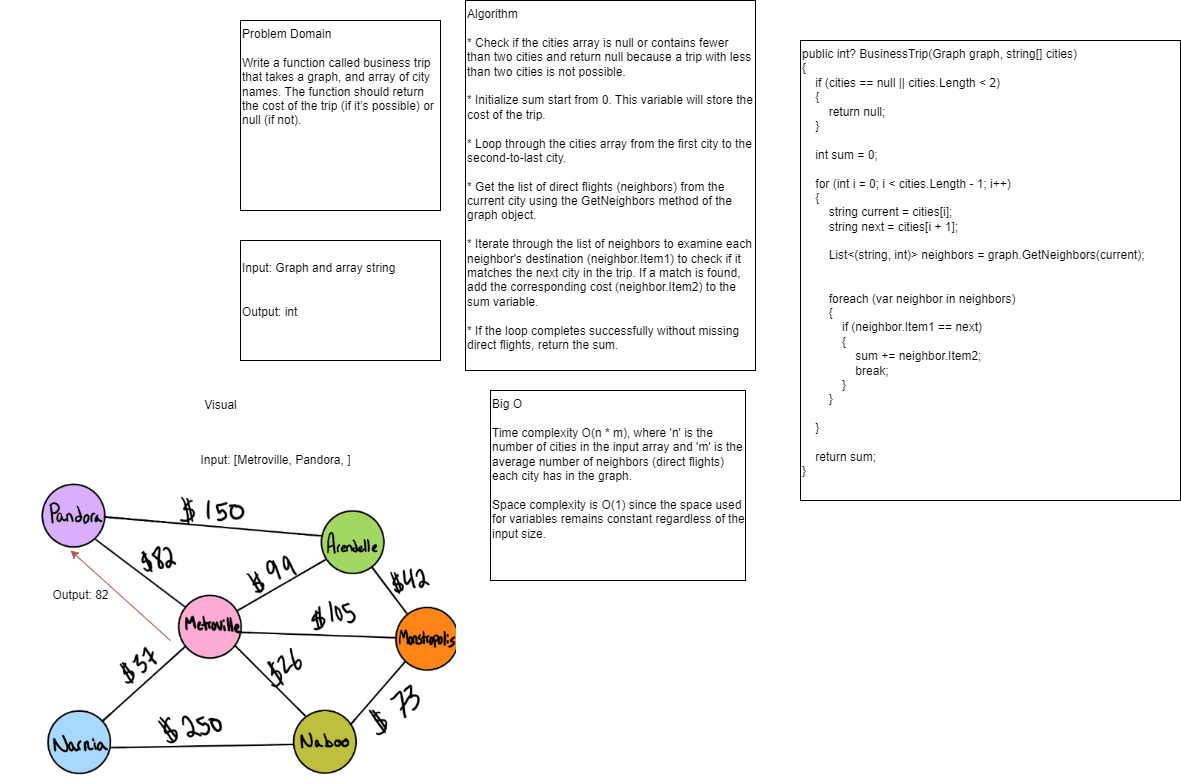 Problem Domain
Write a function called business trip
that takes a graph, and array of city
names. The function should return
the cost of the trip (if it's possible) or
null (if not).
Input: Graph and array string
Output: int
Algorithm
* Check if the cities array is null or contains fewer
than two cities and return null because a trip with less
than two cities is not possible.
* Initialize sum start from 0. This variable will store the
cost of the trip.
* Loop through the cities array from the first city to the
second-to-last city.
* Get the list of direct flights (neighbors) from the
current city using the GetNeighbors method of the
graph object.
* Iterate through the list of neighbors to examine each
neighbor's destination (neighbor.Item1) to check if it
matches the next city in the trip. If a match is found,
add the corresponding cost (neighbor.Item2) to the
sum variable.
* If the loop completes successfully without missing
direct flights, return the sum.
public int? BusinessTrip(Graph graph, string[] cities)
{
if (cities == null || cities.Length < 2)
{
return null;
}
int sum = 0;
for (int i = 0; i < cities.Length - 1; i++)
{
string current = cities[i];
string next = cities[i + 1];
List<(string, int)> neighbors = graph.GetNeighbors(current);
foreach (var neighbor in neighbors)
{
if (neighbor.Item1 == next)
{
sum += neighbor.Item2;
break;
}
}
}
return sum;
}
Big O
Time complexity O(n * m), where 'n' is the
number of cities in the input array and 'm' is the
average number of neighbors (direct flights)
each city has in the graph.
Space complexity is O(1) since the space used
for variables remains constant regardless of the
input size.
Visual
Input: [Metroville, Pandora, ]
Pandora
$150
Arendelle
$82
$99
$42
Output: 82
Metroville
$105
Monstropolis
$37
$26
$73
Narnia
$250
Naboo